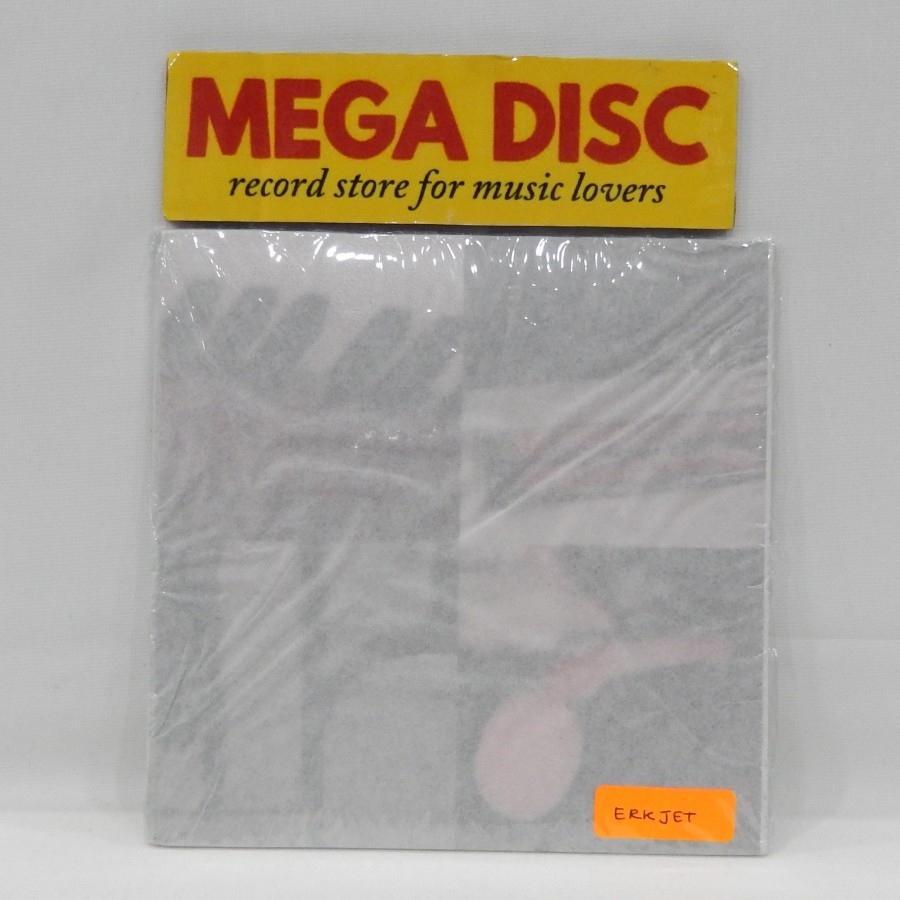 MEGA DISC
record store for music lovers
ERKJET